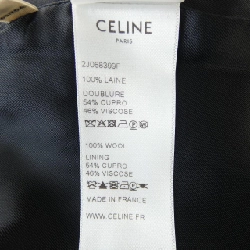 CELINE
PARIS
100% LAINE
DOUBLURE
54% CUPRO
46% VISCOSE
100% WOOL
LINING
54% CUPRO
46% VISCOSE
MADE IN FRANCE
WWW.CELINE.FR